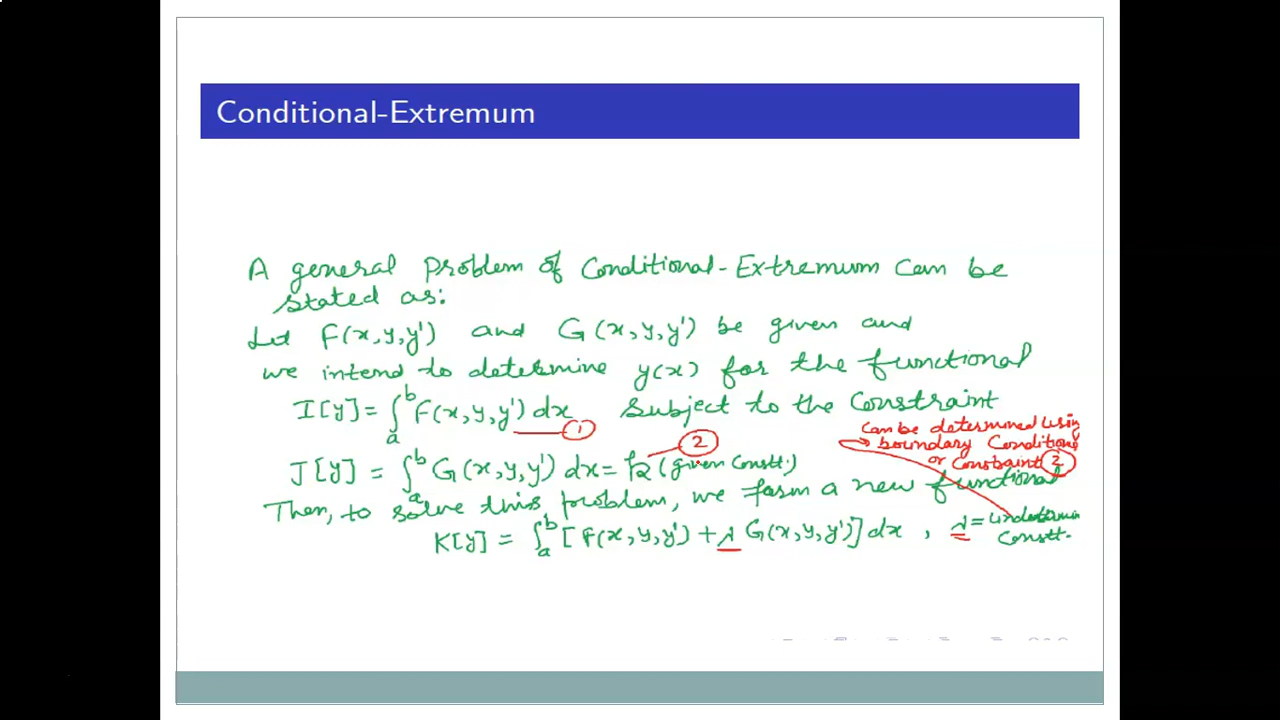 Conditional-Extremum
A general problem of Conditional-Extremum can be
stated as:
Let F(x,y,y') and G(x,y,y') be given and
we intend to determine y(x) for the functional
I[y] = ∫_a^b F(x,y,y') dx subject to the constraint
①
can be determined using
boundary Conditions
or Constraint ②
②
J[y] = ∫_a^b G(x,y,y') dx = k (given Constt.)
Then, to solve this problem, we form a new functional
K[y] = ∫_a^b [F(x,y,y') + λ G(x,y,y')] dx , λ =
Constt.